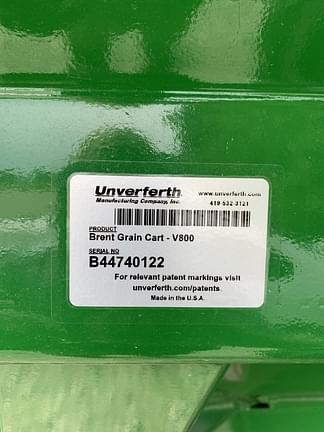 Unverferth www.unverferth.com
Manufacturing Company, Inc. 419-532-3121
PRODUCT
Brent Grain Cart - V800
SERIAL NO
B44740122
For relevant patent markings visit
unverferth.com/patents
Made in the U.S.A.